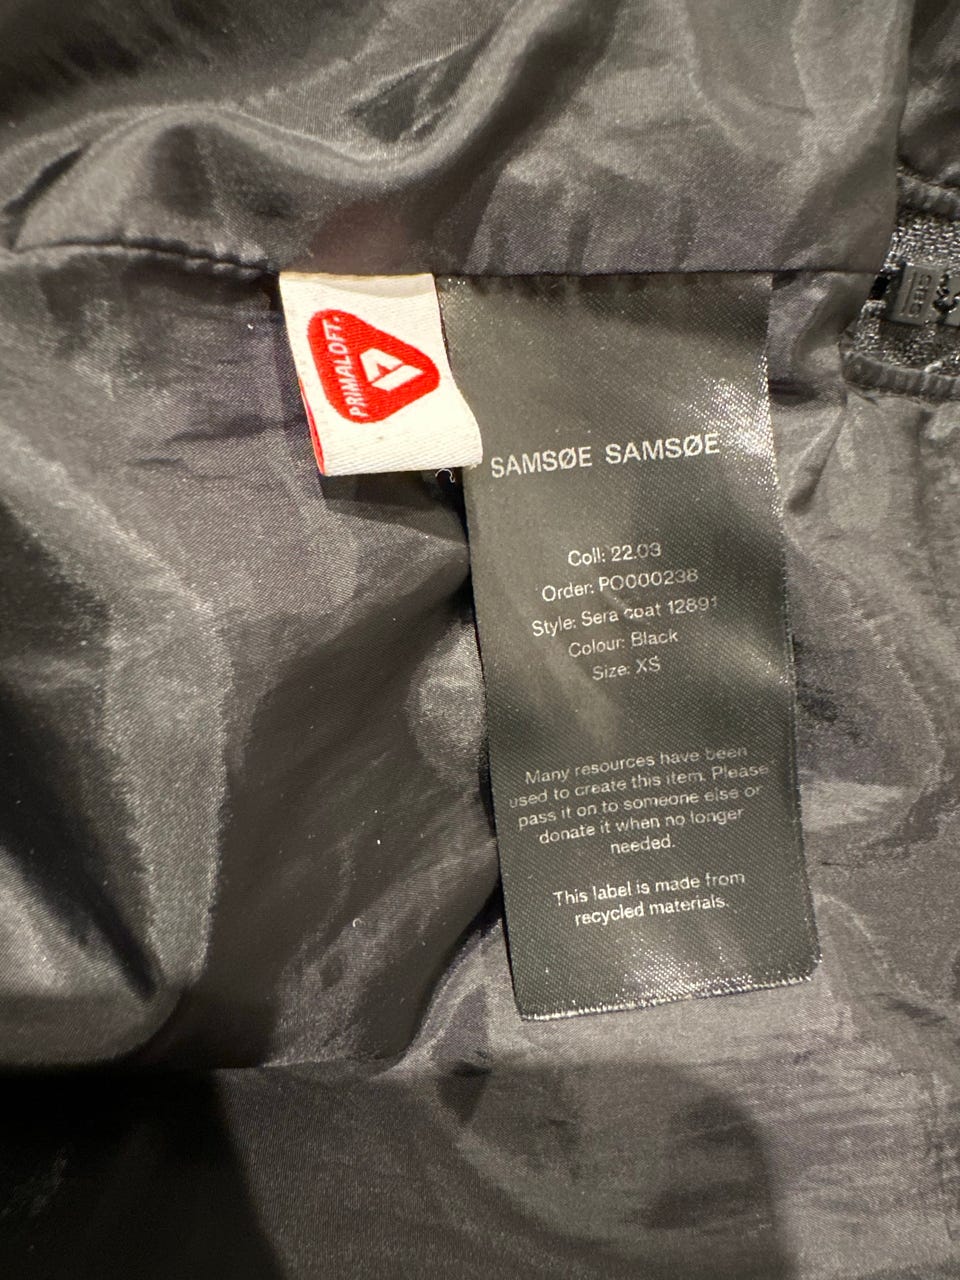 PRIMALOFT
SAMSØE SAMSØE
Coll: 22.03
Order: PO000238
Style: Sera coat 12891
Colour: Black
Size: XS
Many resources have been
used to create this item. Please
pass it on to someone else or
donate it when no longer
needed.
This label is made from
recycled materials.